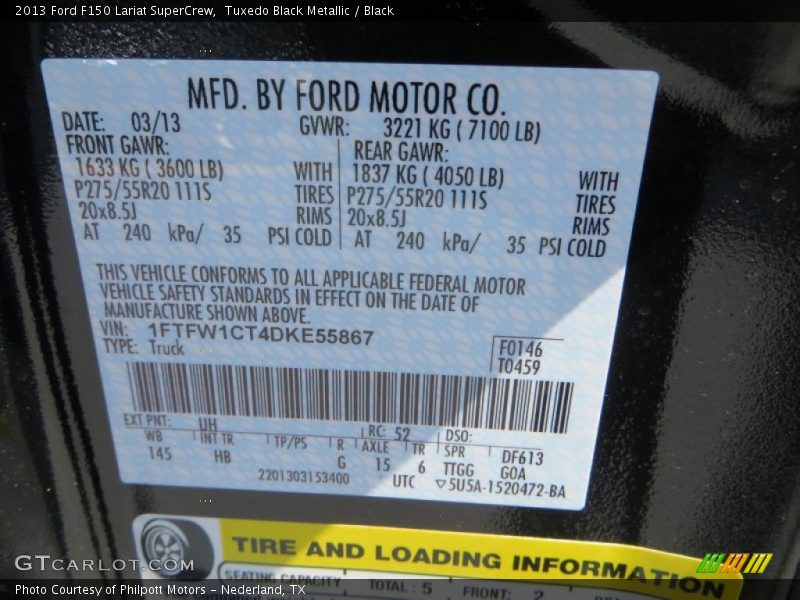 2013 Ford F150 Lariat SuperCrew,  Tuxedo Black Metallic / Black
MFD. BY FORD MOTOR CO.
DATE: 03/13 GVWR: 3221 KG ( 7100 LB)
FRONT GAWR: REAR GAWR:
1633 KG ( 3600 LB) WITH 1837 KG ( 4050 LB) WITH
P275/55R20 111S TIRES P275/55R20 111S TIRES
20x8.5J RIMS 20x8.5J RIMS
AT 240 kPa/ 35 PSI COLD AT 240 kPa/ 35 PSI COLD
THIS VEHICLE CONFORMS TO ALL APPLICABLE FEDERAL MOTOR
VEHICLE SAFETY STANDARDS IN EFFECT ON THE DATE OF
MANUFACTURE SHOWN ABOVE.
VIN: 1FTFW1CT4DKE55867
TYPE: Truck
F0146
T0459
EXT PNT: UH RC: 52 DSO:
WB INT TR TP/PS R AXLE TR SPR DF613
145 HB G 15 6 TTGG GOA
2201303153400 UTC ▽5U5A-1520472-BA
TIRE AND LOADING INFORMATION
SEATING CAPACITY TOTAL : 5 FRONT: 2
GTCARLOT.COM
Photo Courtesy of Philpott Motors – Nederland, TX